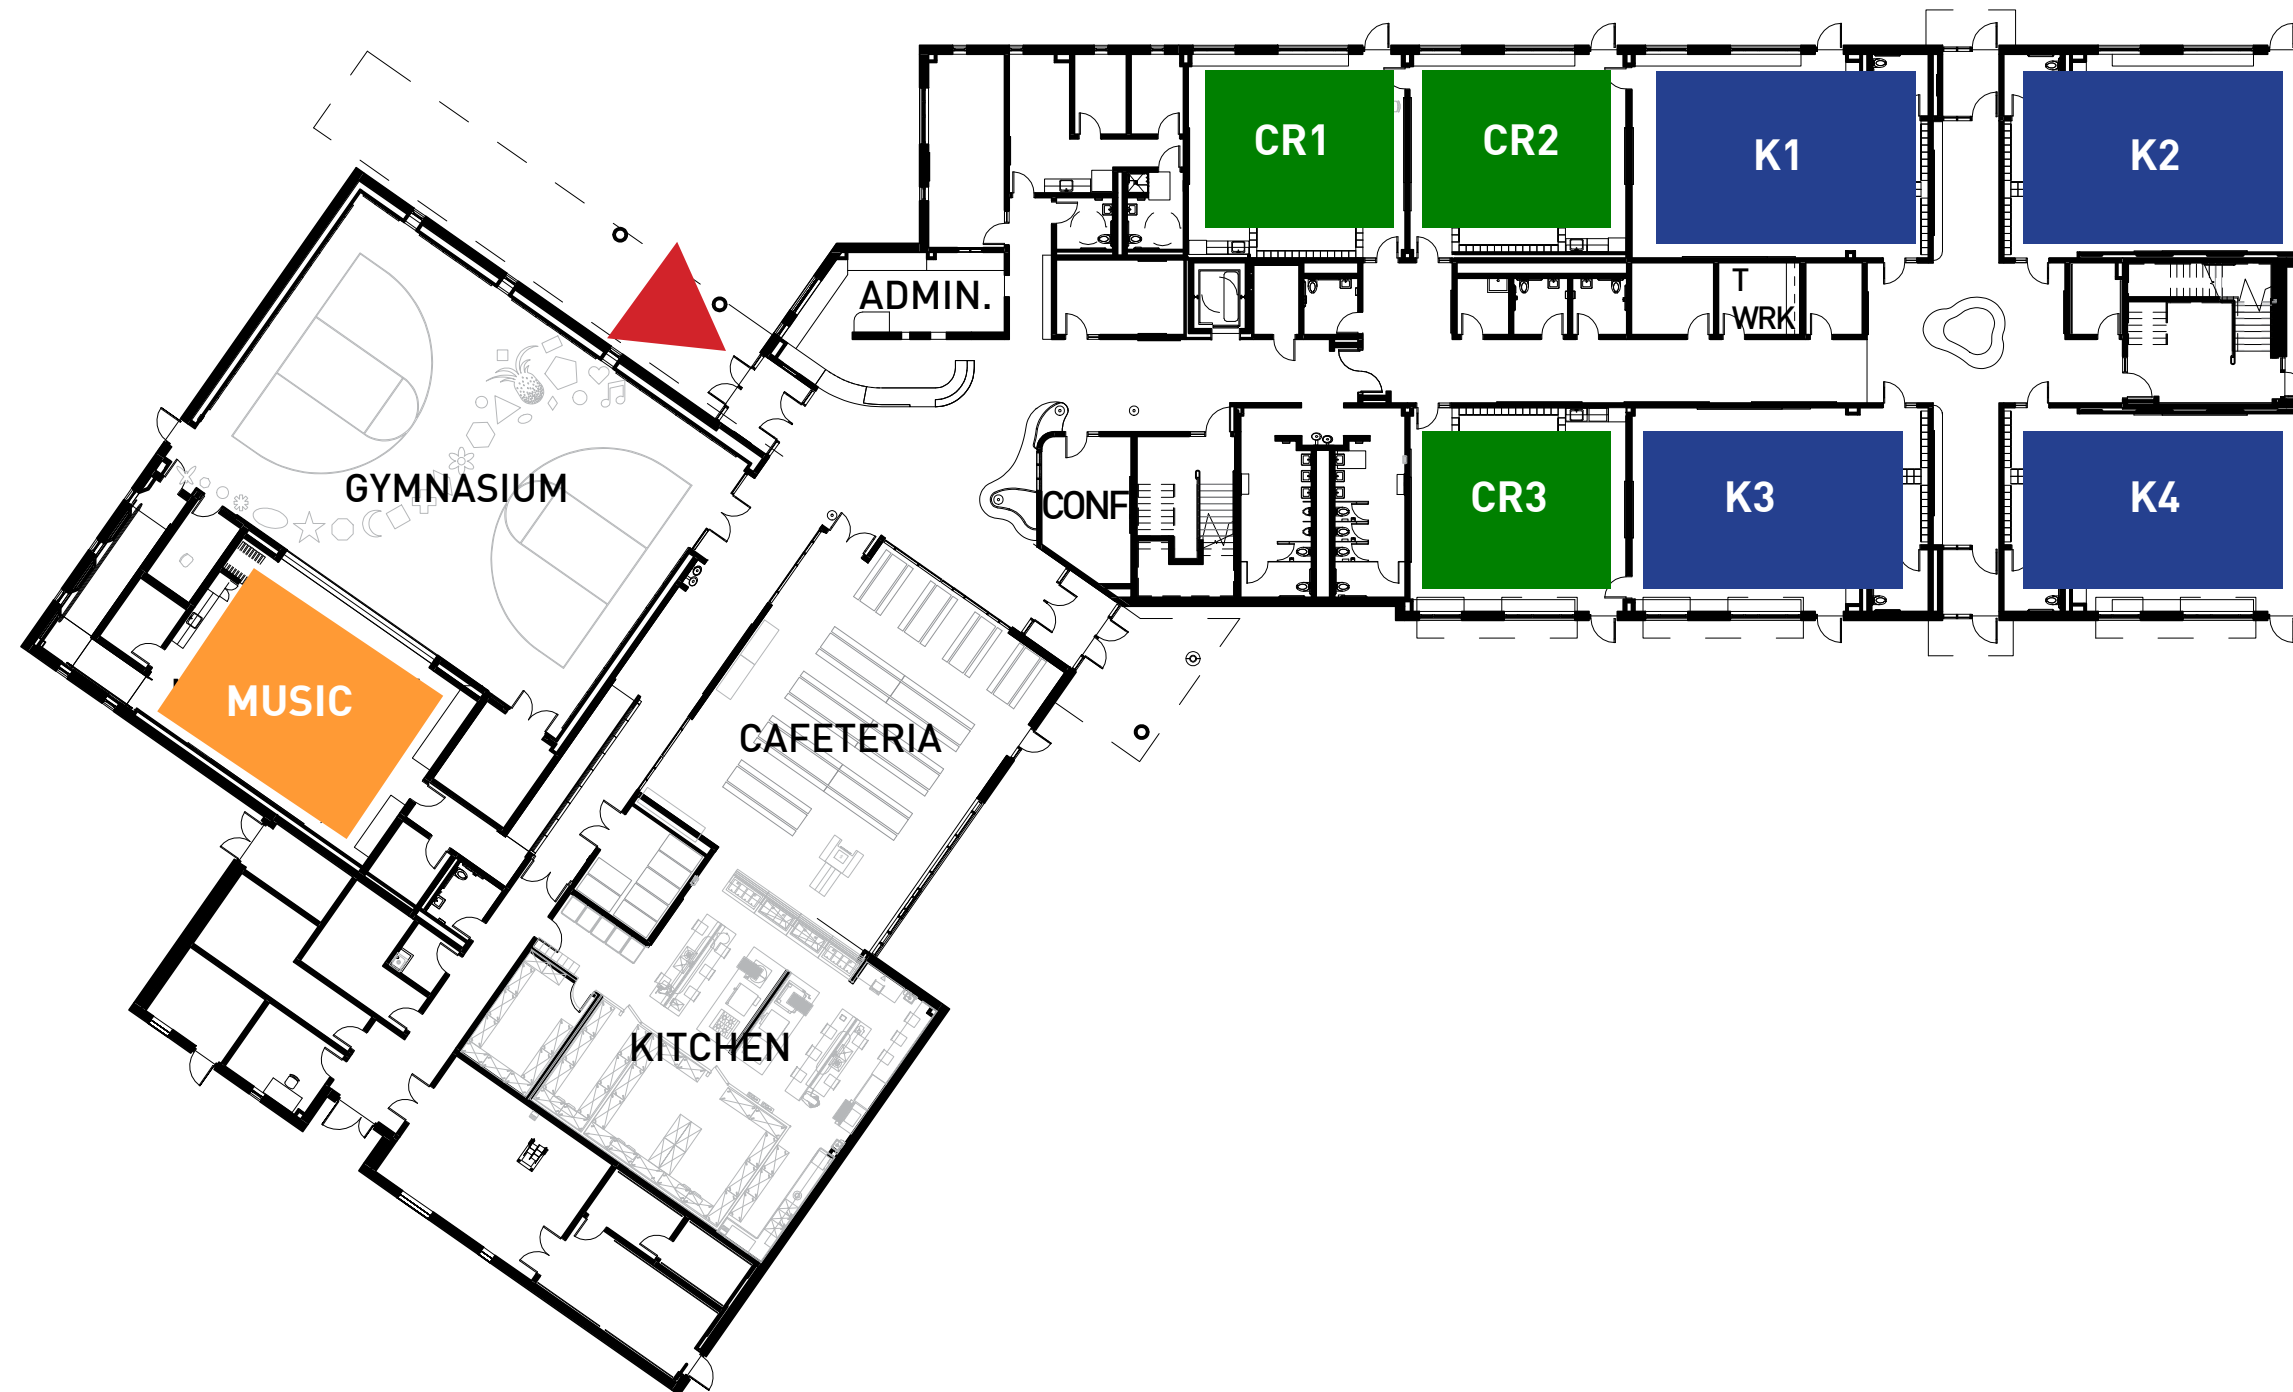 CR1
CR2
K1
K2
ADMIN.
T
WRK
GYMNASIUM
CONF
CR3
K3
K4
MUSIC
CAFETERIA
KITCHEN